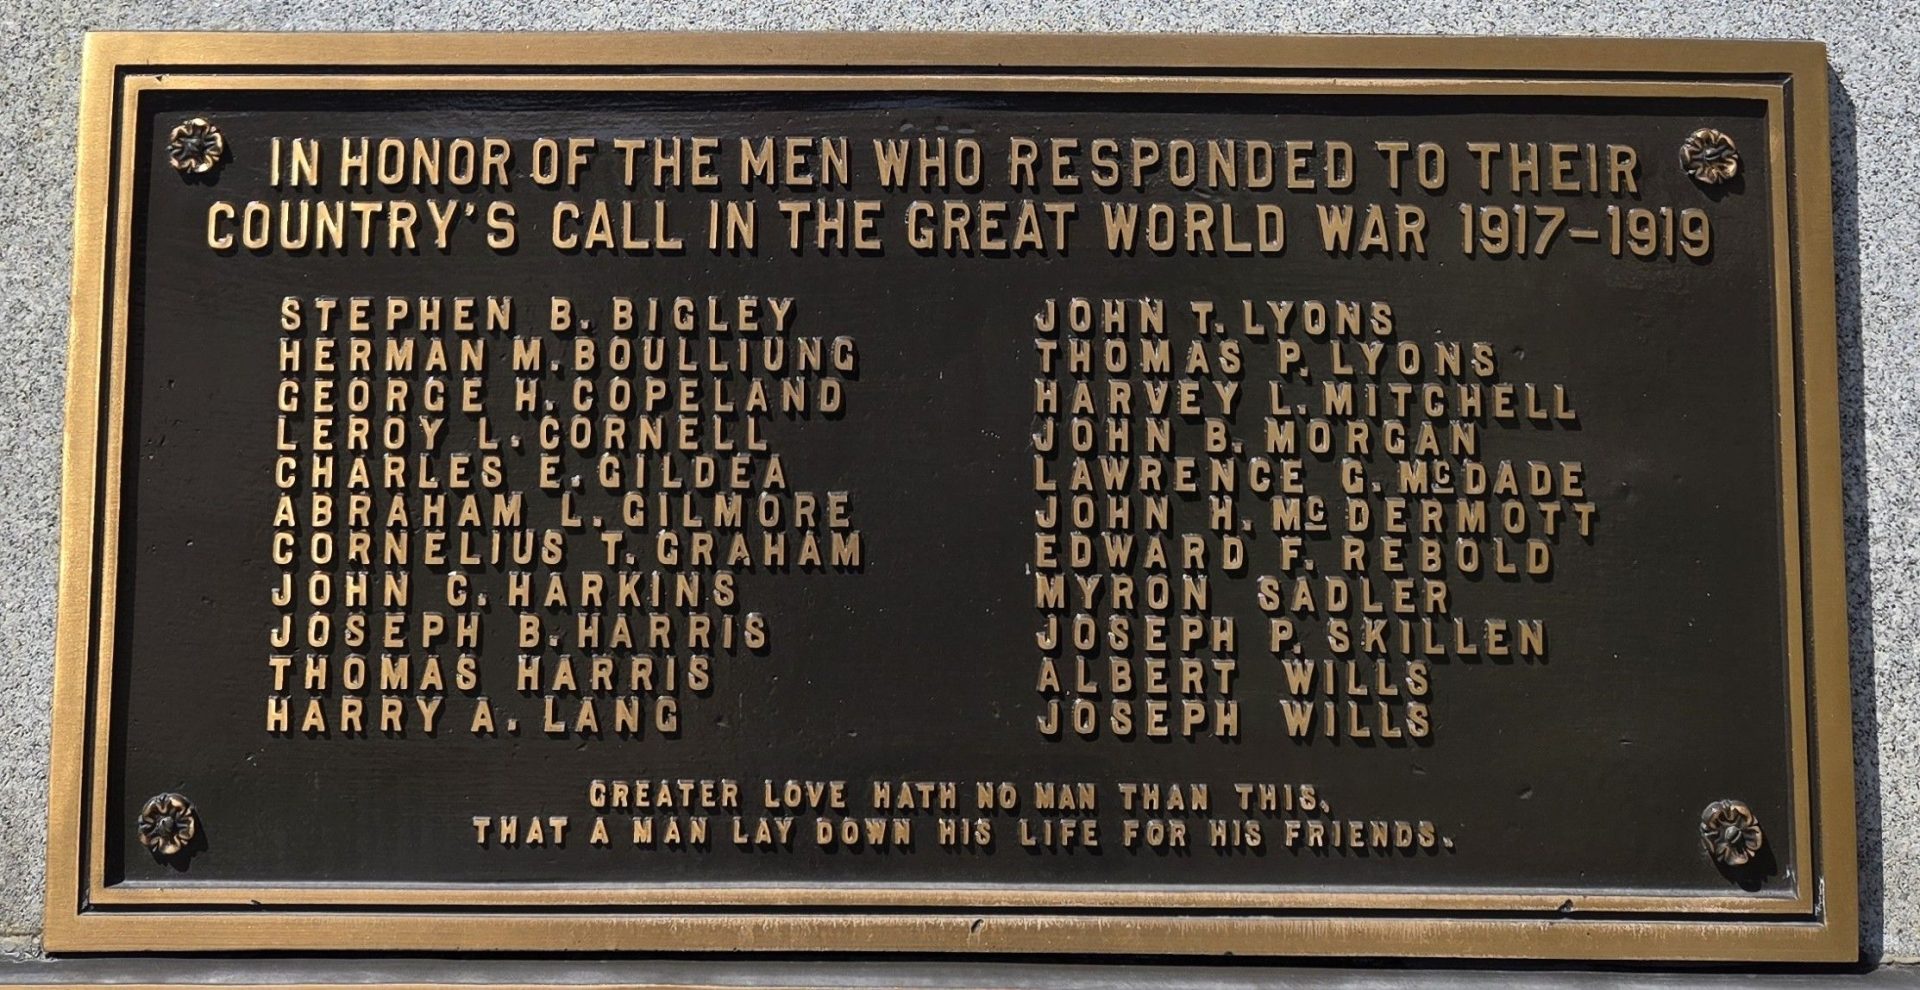 IN HONOR OF THE MEN WHO RESPONDED TO THEIR
COUNTRY'S CALL IN THE GREAT WORLD WAR 1917-1919
STEPHEN B. BIGLEY
HERMAN M. BOULLIUNG
GEORGE H. COPELAND
LEROY L. CORNELL
CHARLES E. GILDEA
ABRAHAM L. GILMORE
CORNELIUS T. GRAHAM
JOHN C. HARKINS
JOSEPH B. HARRIS
THOMAS HARRIS
HARRY A. LANG
JOHN T. LYONS
THOMAS P. LYONS
HARVEY L. MITCHELL
JOHN B. MORGAN
LAWRENCE G. McDADE
JOHN H. McDERMOTT
EDWARD F. REBOLD
MYRON SADLER
JOSEPH P. SKILLEN
ALBERT WILLS
JOSEPH WILLS
GREATER LOVE HATH NO MAN THAN THIS,
THAT A MAN LAY DOWN HIS LIFE FOR HIS FRIENDS.